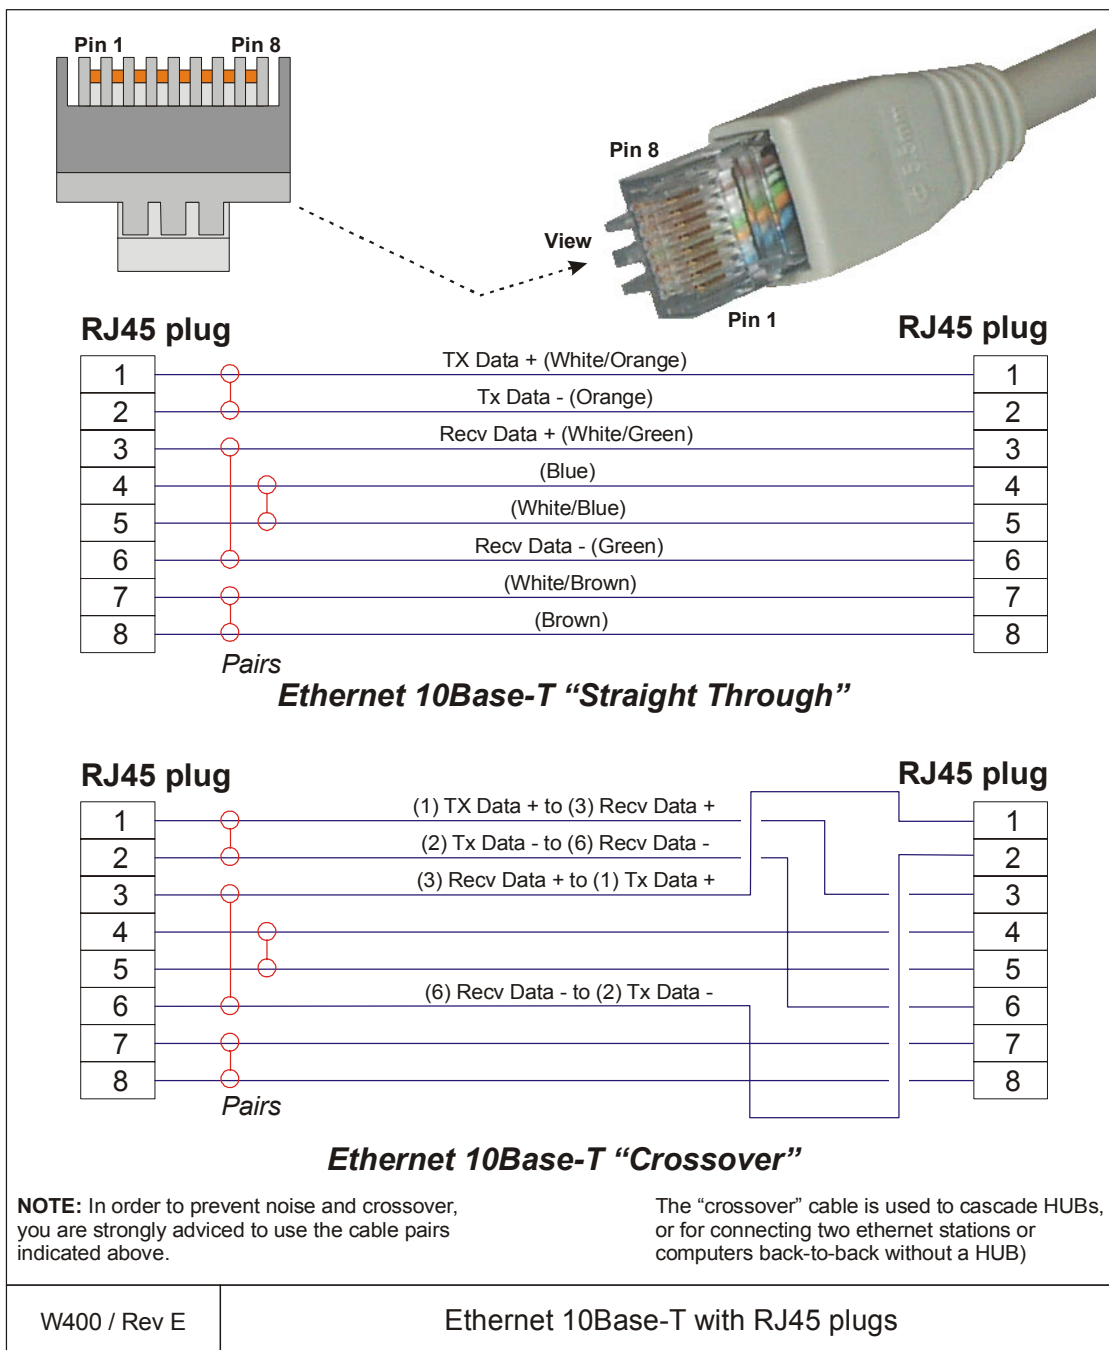 Pin 1
Pin 8
Pin 8
View
Pin 1
RJ45 plug
RJ45 plug
1
TX Data + (White/Orange)
1
2
Tx Data - (Orange)
2
3
Recv Data + (White/Green)
3
4
(Blue)
4
5
(White/Blue)
5
6
Recv Data - (Green)
6
7
(White/Brown)
7
8
(Brown)
8
Pairs
Ethernet 10Base-T “Straight Through”
RJ45 plug
RJ45 plug
1
(1) TX Data + to (3) Recv Data +
1
2
(2) Tx Data - to (6) Recv Data -
2
3
(3) Recv Data + to (1) Tx Data +
3
4
4
5
5
6
(6) Recv Data - to (2) Tx Data -
6
7
7
8
8
Pairs
Ethernet 10Base-T “Crossover”
NOTE: In order to prevent noise and crossover,
you are strongly adviced to use the cable pairs
indicated above.
The “crossover” cable is used to cascade HUBs,
or for connecting two ethernet stations or
computers back-to-back without a HUB)
W400 / Rev E
Ethernet 10Base-T with RJ45 plugs